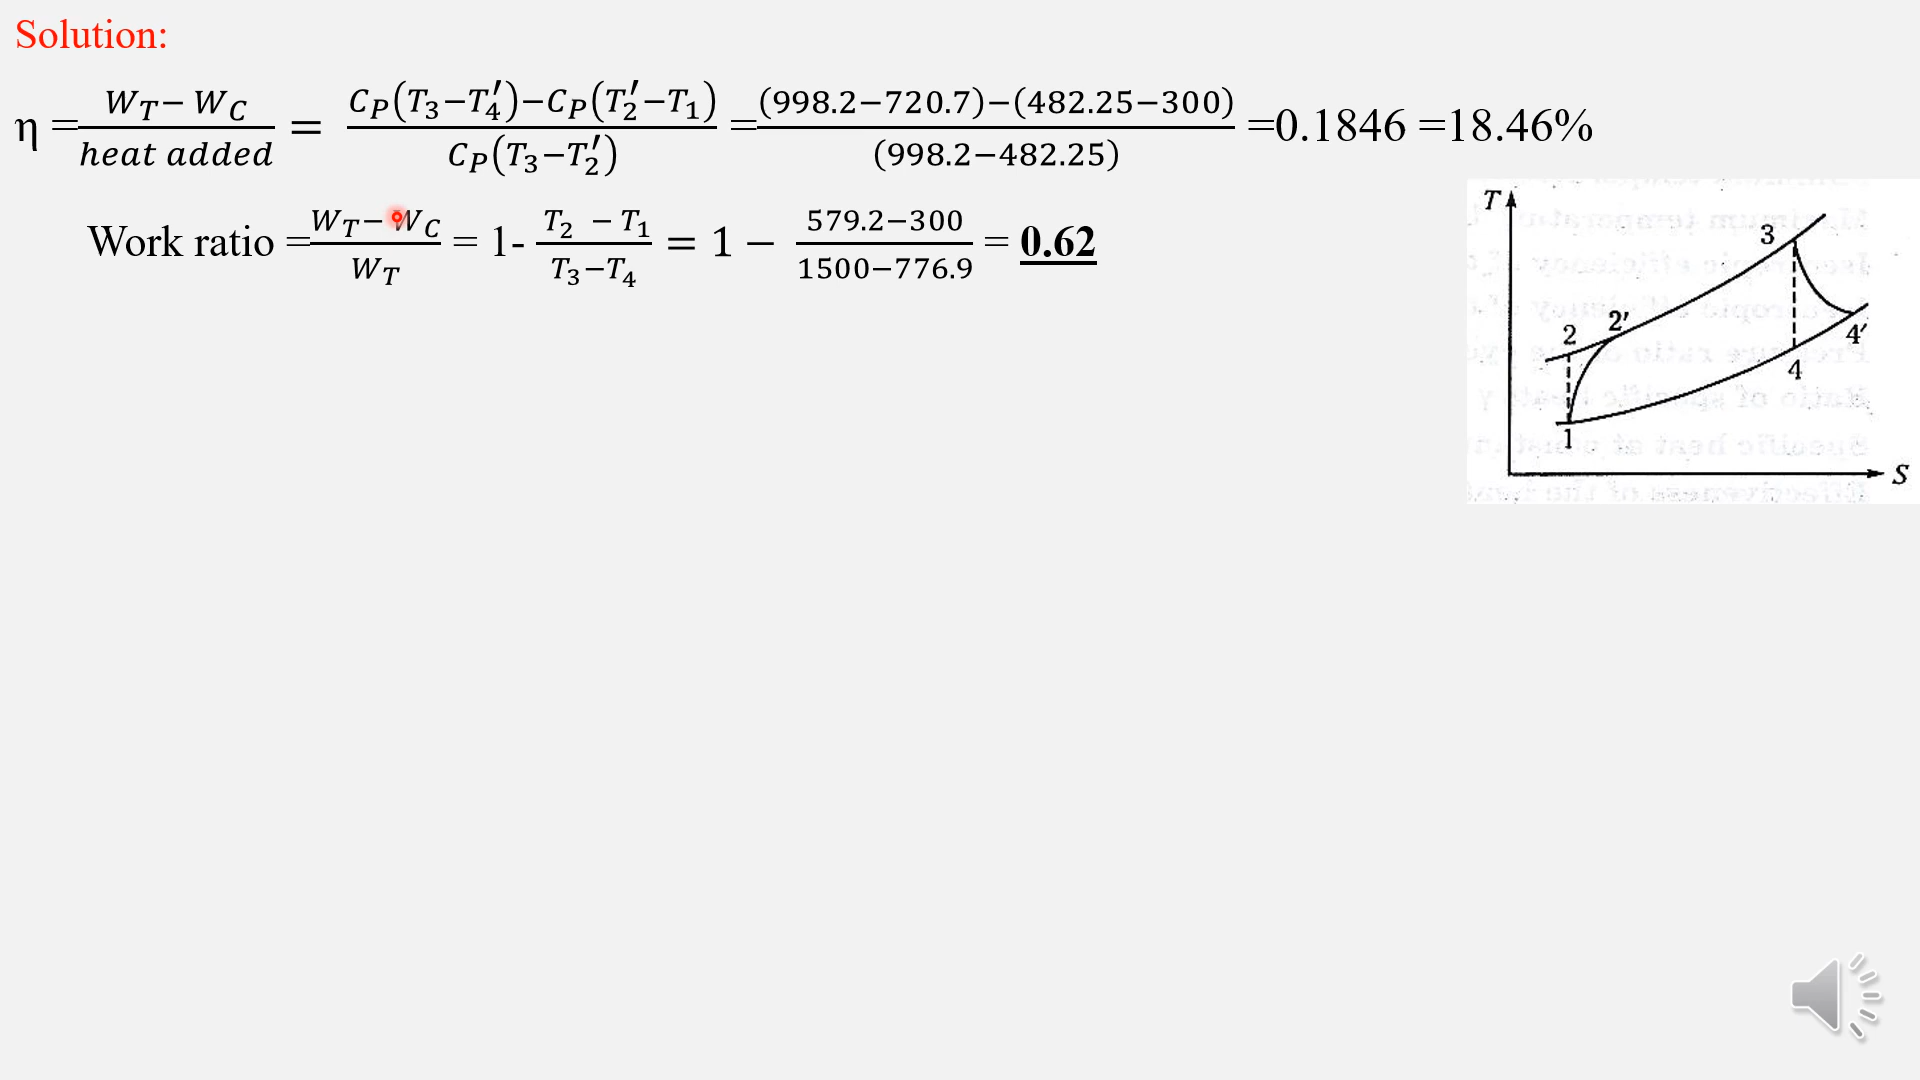 Solution:
η = (W_T − W_C)/(heat added) = (C_P(T_3−T_4′)−C_P(T_2′−T_1))/(C_P(T_3−T_2′)) = ((998.2−720.7)−(482.25−300))/((998.2−482.25)) =0.1846 =18.46%
Work ratio = (W_T − W_C)/W_T = 1- (T_2 − T_1)/(T_3−T_4) = 1 − (579.2−300)/(1500−776.9) = 0.62
T
3
2 2′
4′
4
1
S